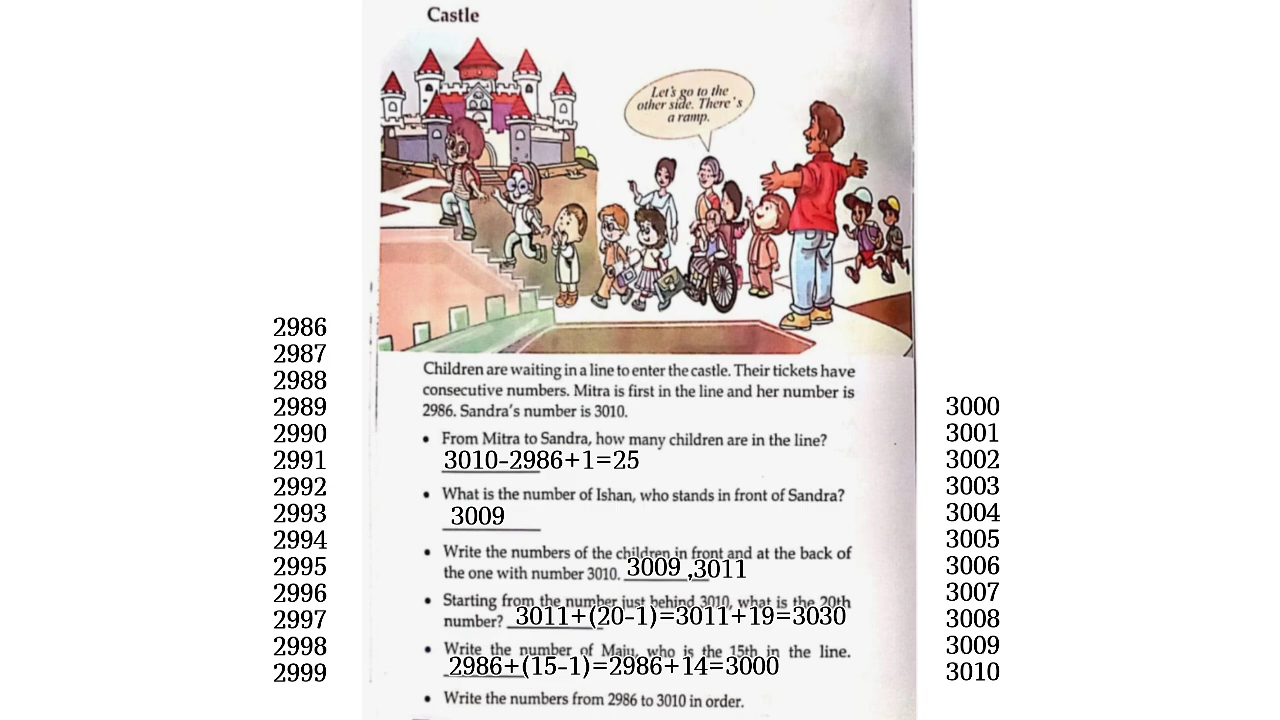 Castle
Let's go to the
other side. There's
a ramp.
Children are waiting in a line to enter the castle. Their tickets have
consecutive numbers. Mitra is first in the line and her number is
2986. Sandra's number is 3010.
• From Mitra to Sandra, how many children are in the line?
3010-2986+1=25
• What is the number of Ishan, who stands in front of Sandra?
3009
• Write the numbers of the children in front and at the back of
the one with number 3010. 3009 ,3011
• Starting from the number just behind 3010, what is the 20th
number? 3011+(20-1)=3011+19=3030
• Write the number of Maju, who is the 15th in the line.
2986+(15-1)=2986+14=3000
• Write the numbers from 2986 to 3010 in order.
2986
2987
2988
2989
2990
2991
2992
2993
2994
2995
2996
2997
2998
2999
3000
3001
3002
3003
3004
3005
3006
3007
3008
3009
3010